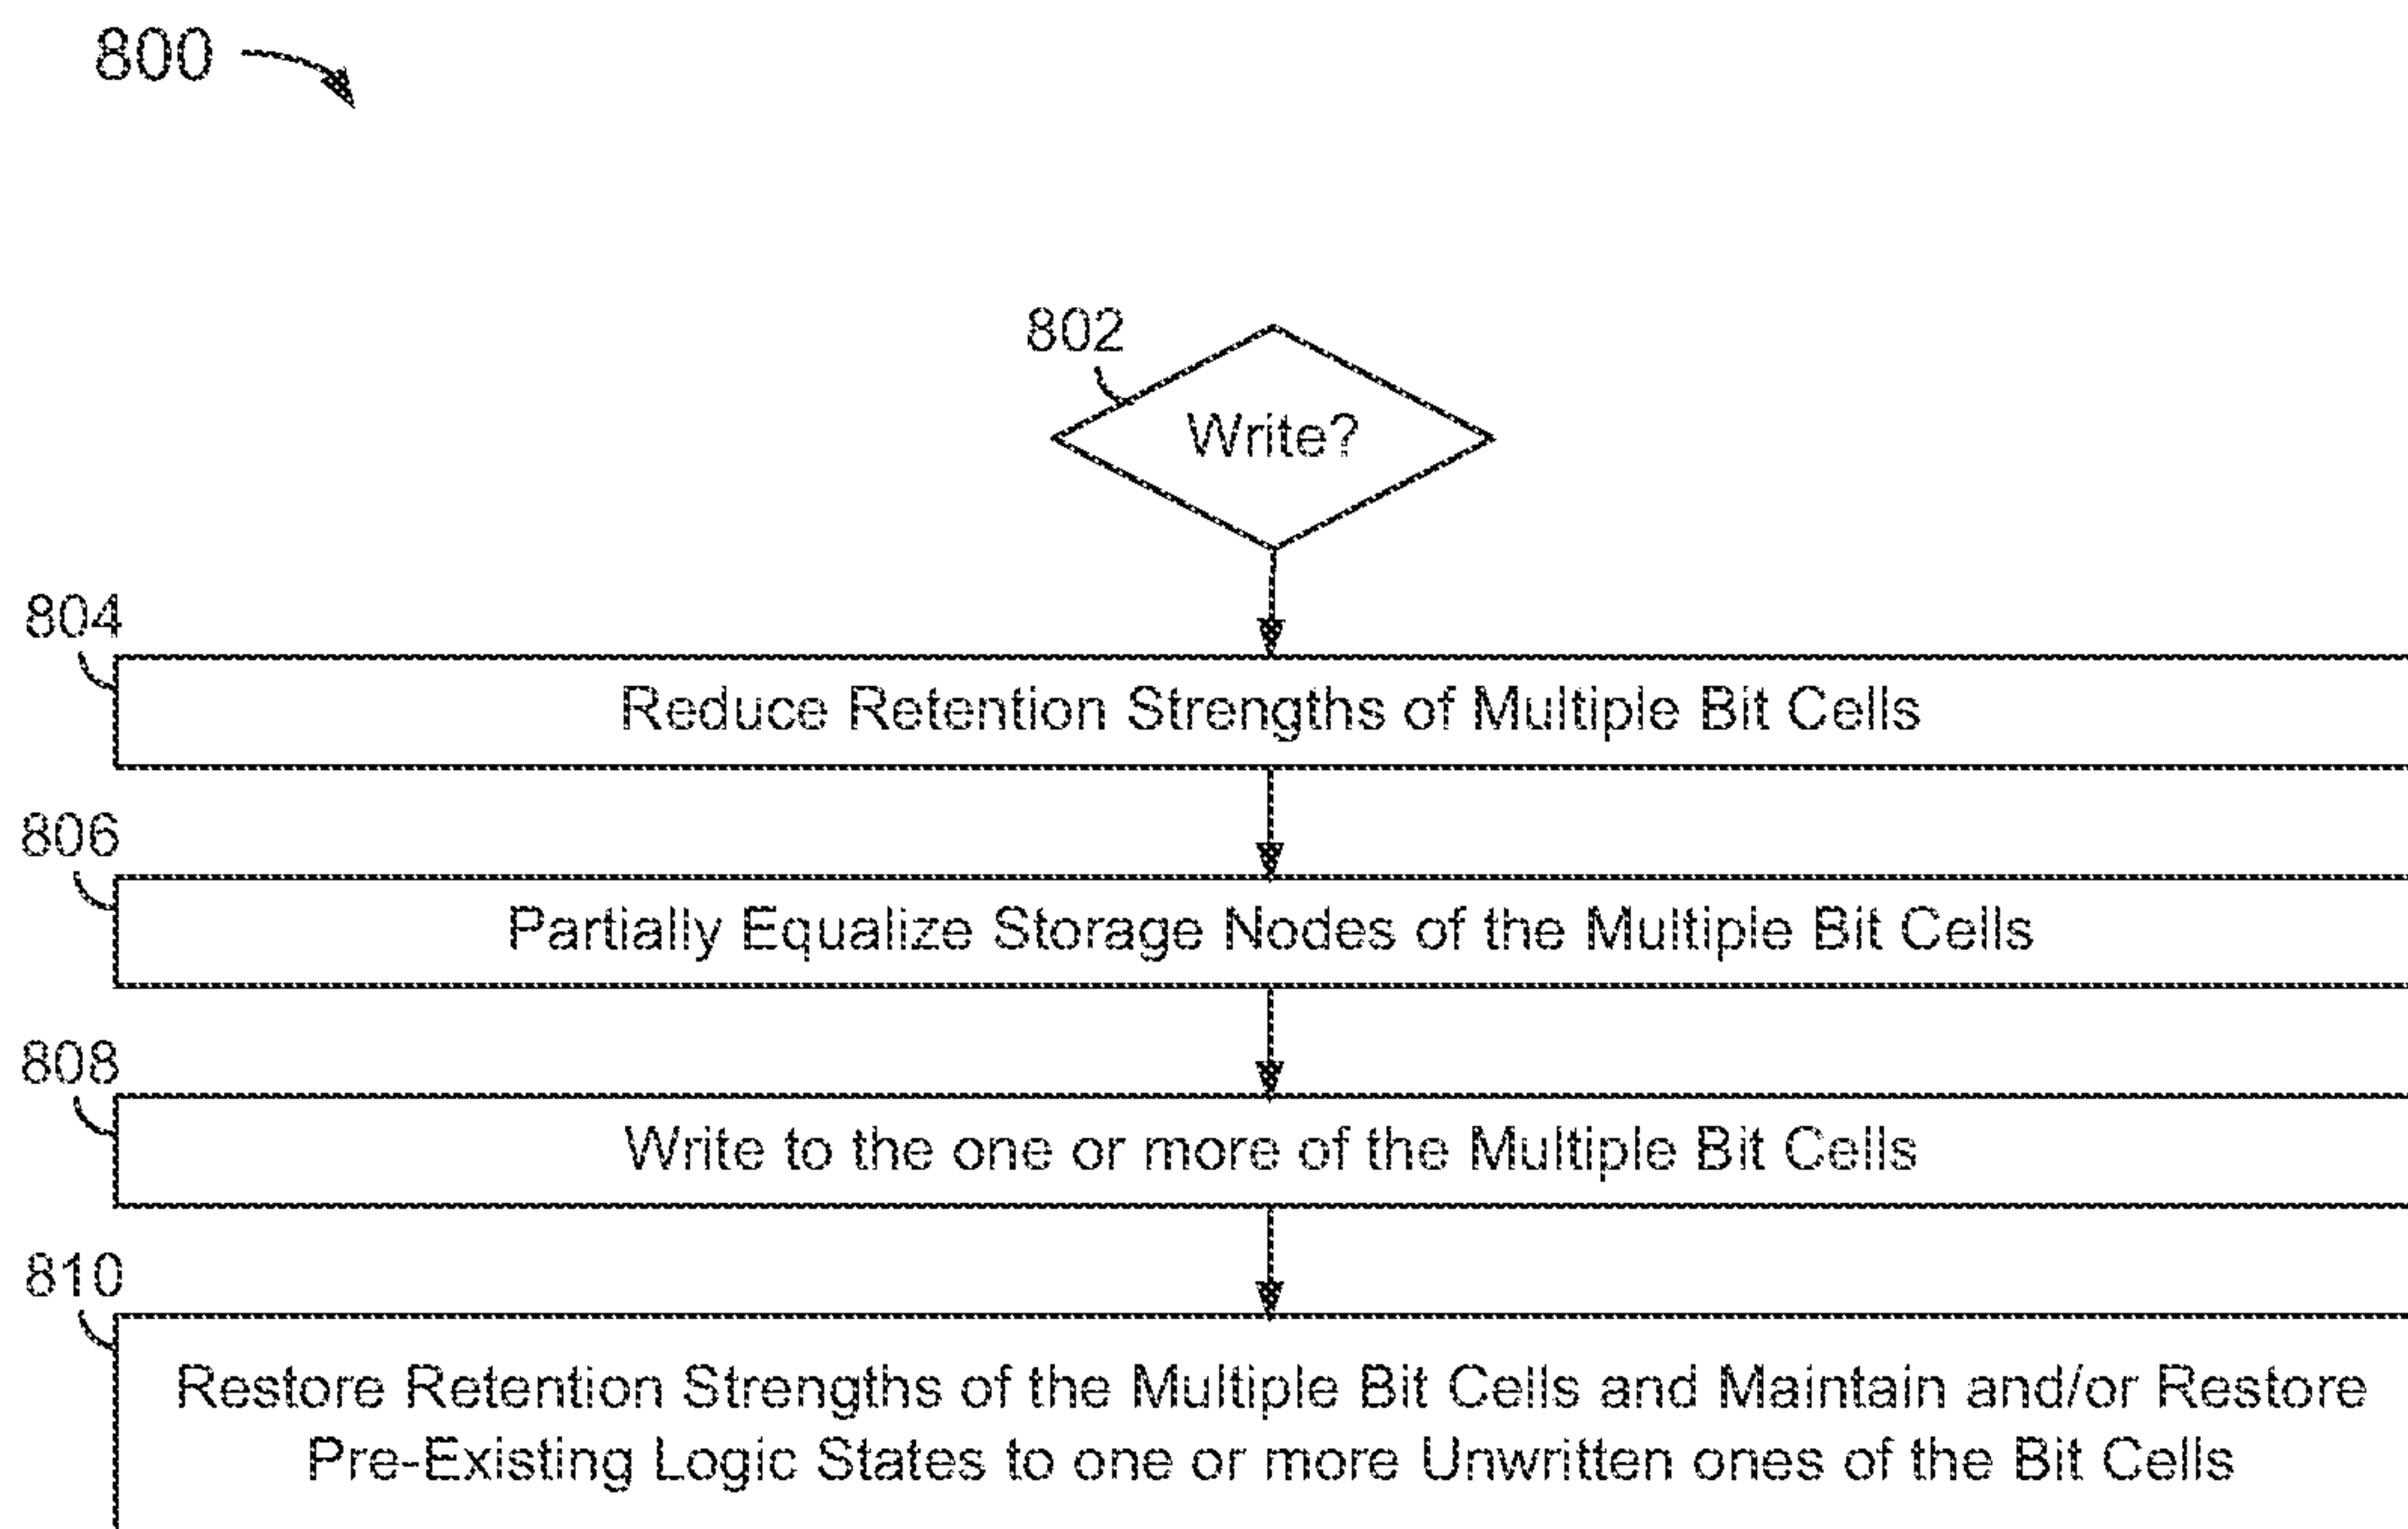 800
802
Write?
804
Reduce Retention Strengths of Multiple Bit Cells
806
Partially Equalize Storage Nodes of the Multiple Bit Cells
808
Write to the one or more of the Multiple Bit Cells
810
Restore Retention Strengths of the Multiple Bit Cells and Maintain and/or Restore
Pre-Existing Logic States to one or more Unwritten ones of the Bit Cells